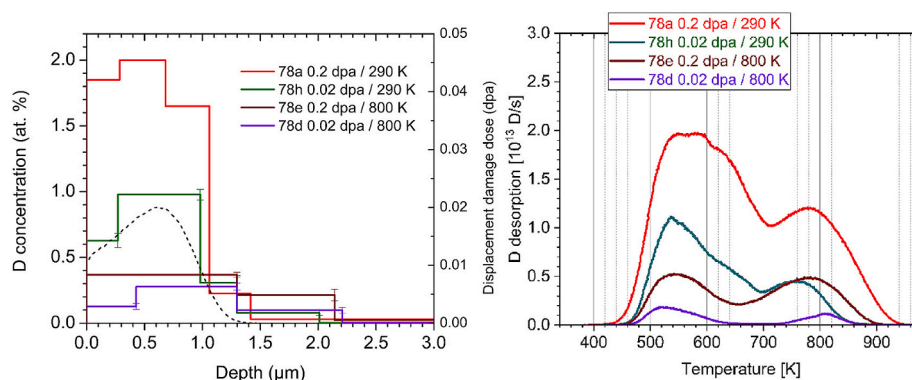 D concentration (at. %)
2.0
1.5
1.0
0.5
0.0
78a 0.2 dpa / 290 K
78h 0.02 dpa / 290 K
78e 0.2 dpa / 800 K
78d 0.02 dpa / 800 K
0.05
0.04
0.03
0.02
0.01
0.00
Displacement damage dose (dpa)
0.0 0.5 1.0 1.5 2.0 2.5 3.0
Depth (μm)
78a 0.2 dpa / 290 K
78h 0.02 dpa / 290 K
78e 0.2 dpa / 800 K
78d 0.02 dpa / 800 K
D desorption [10¹³ D/s]
3.0
2.5
2.0
1.5
1.0
0.5
0.0
400 500 600 700 800 900
Temperature [K]